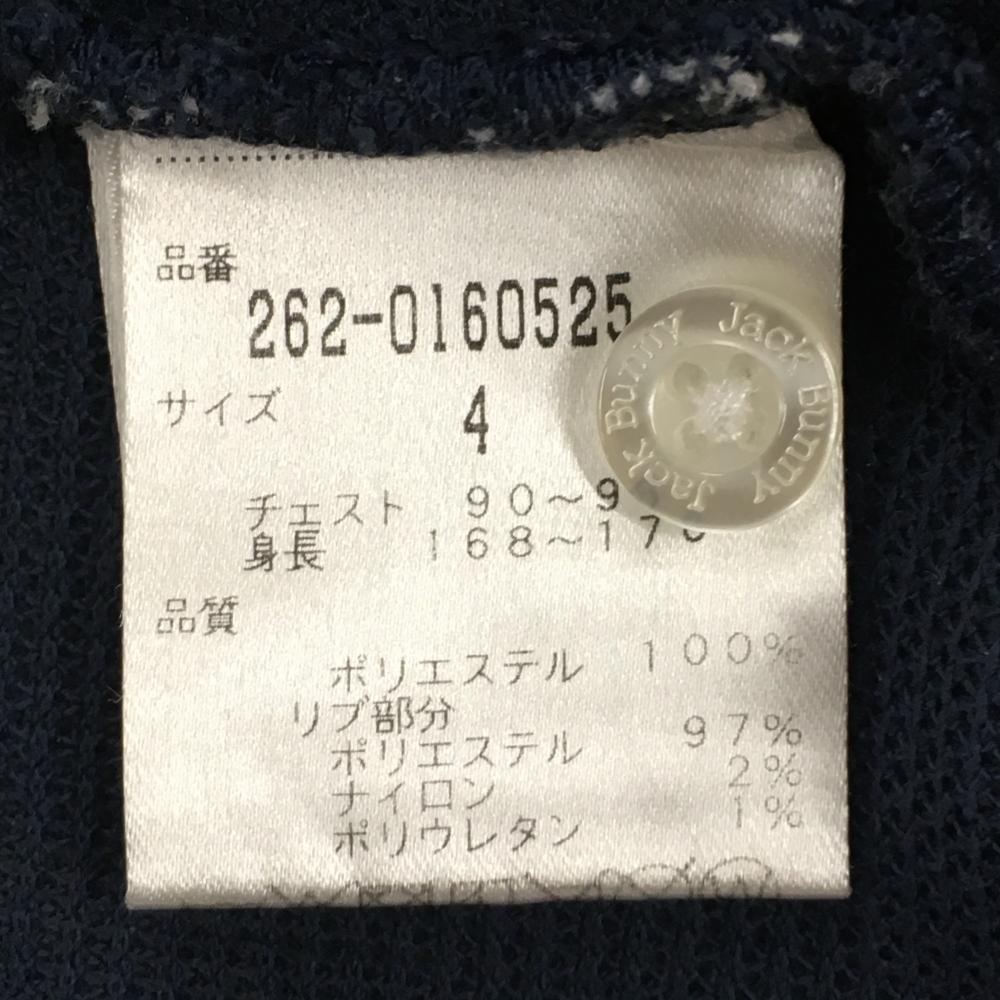 品番
262-0160525
サイズ 4
チェスト 90~9
身長 168~17
品質
ポリエステル 100%
リブ部分
ポリエステル 97%
ナイロン 2%
ポリウレタン 1%
Jack Bunny Jack Bunny